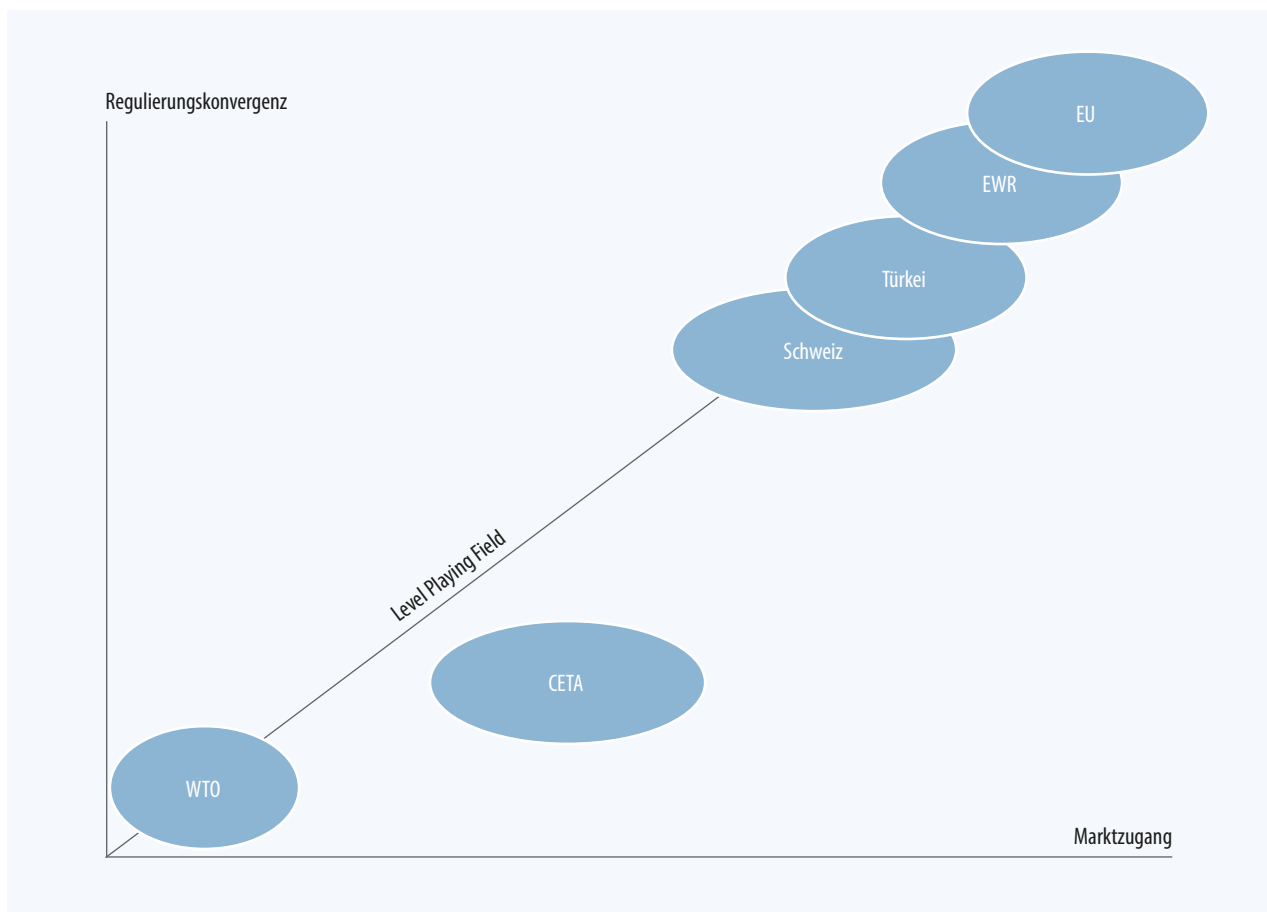 Regulierungskonvergenz
EU
EWR
Türkei
Schweiz
Level Playing Field
CETA
WTO
Marktzugang